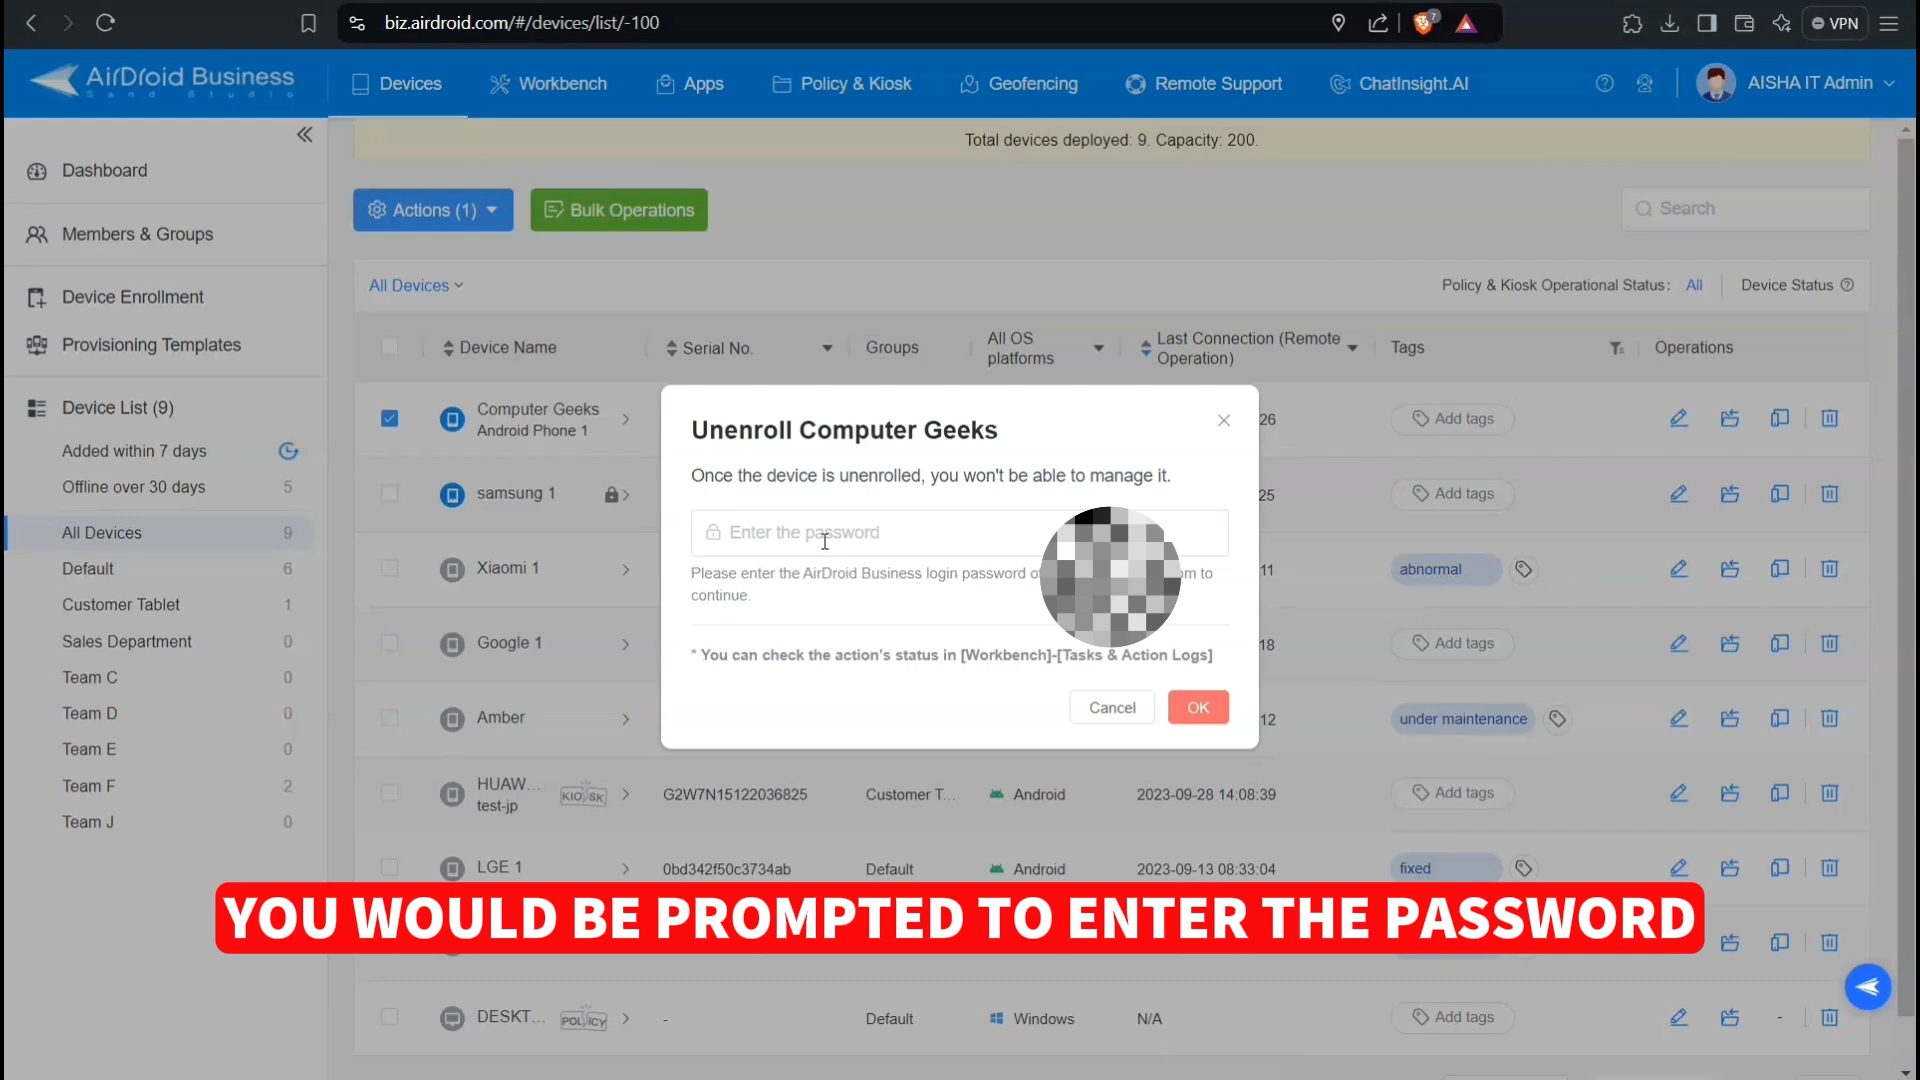 biz.airdroid.com/#/devices/list/-100
7
VPN
AirDroid Business
Sand Studio
Devices
Workbench
Apps
Policy & Kiosk
Geofencing
Remote Support
ChatInsight.AI
AISHA IT Admin
Total devices deployed: 9. Capacity: 200.
Dashboard
Members & Groups
Device Enrollment
Provisioning Templates
Device List (9)
Added within 7 days
Offline over 30 days 5
All Devices 9
Default 6
Customer Tablet 1
Sales Department 0
Team C 0
Team D 0
Team E 0
Team F 2
Team J 0
Actions (1)
Bulk Operations
Search
All Devices
Policy & Kiosk Operational Status: All
Device Status
Device Name
Serial No.
Groups
All OS
platforms
Last Connection (Remote
Operation)
Tags
Operations
Computer Geeks
Android Phone 1
26
Add tags
samsung 1
25
Add tags
Xiaomi 1
11
abnormal
Google 1
18
Add tags
Amber
12
under maintenance
HUAW...
test-jp
KIOSK
G2W7N15122036825
Customer T...
Android
2023-09-28 14:08:39
Add tags
LGE 1
0bd342f50c3734ab
Default
Android
2023-09-13 08:33:04
fixed
DESKT...
POLICY
-
Default
Windows
N/A
Add tags
-
Unenroll Computer Geeks
Once the device is unenrolled, you won't be able to manage it.
Enter the password
Please enter the AirDroid Business login password
to
continue.
* You can check the action's status in [Workbench]-[Tasks & Action Logs]
Cancel
OK
YOU WOULD BE PROMPTED TO ENTER THE PASSWORD